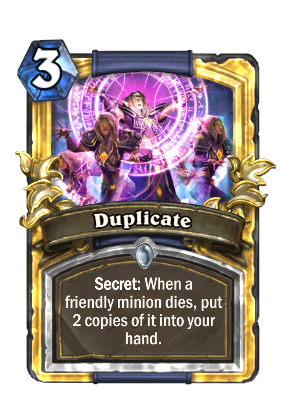 3
Duplicate
Secret: When a
friendly minion dies, put
2 copies of it into your
hand.